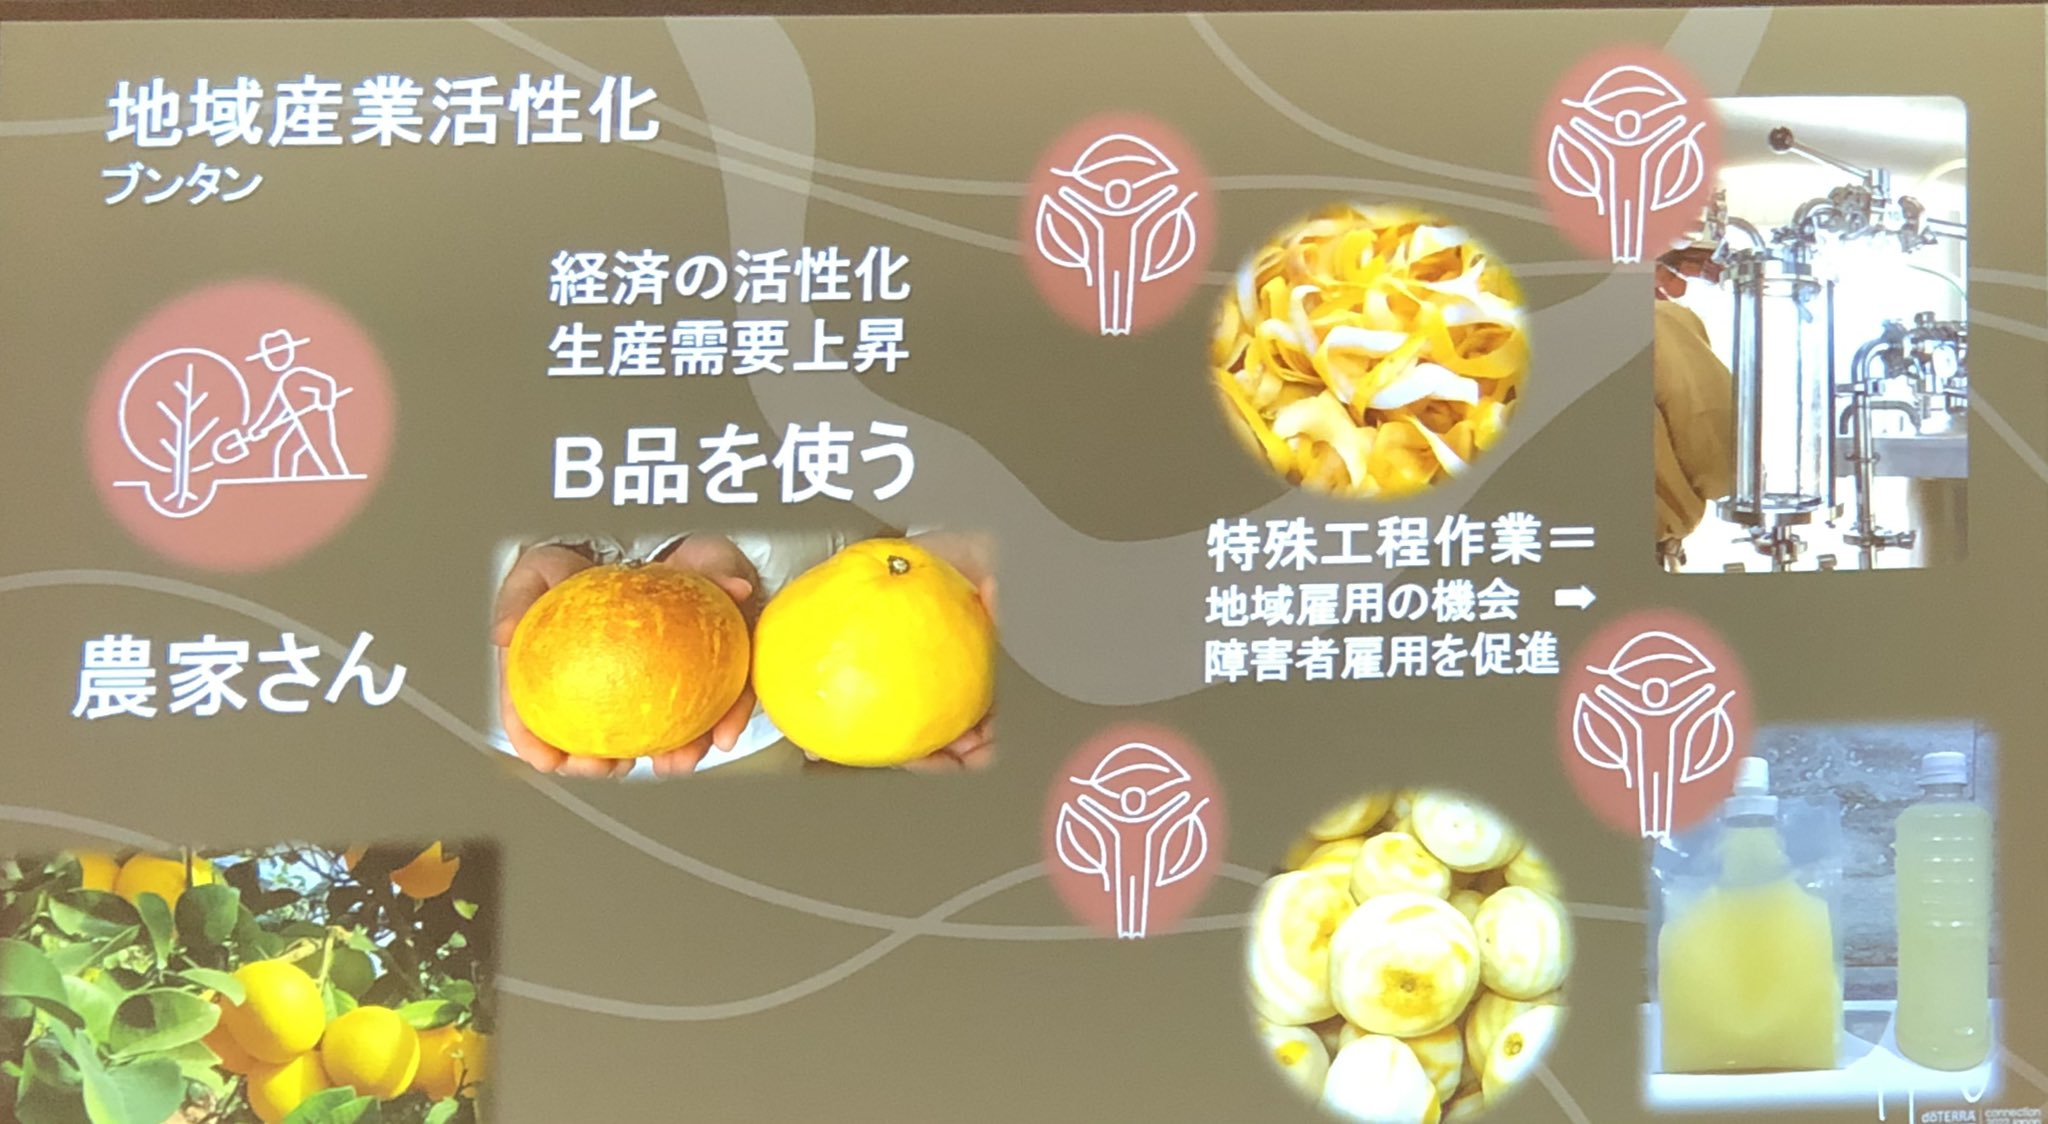 地域産業活性化
ブンタン
経済の活性化
生産需要上昇
B品を使う
農家さん
特殊工程作業＝
地域雇用の機会 ➡
障害者雇用を促進
dōTERRA | connection